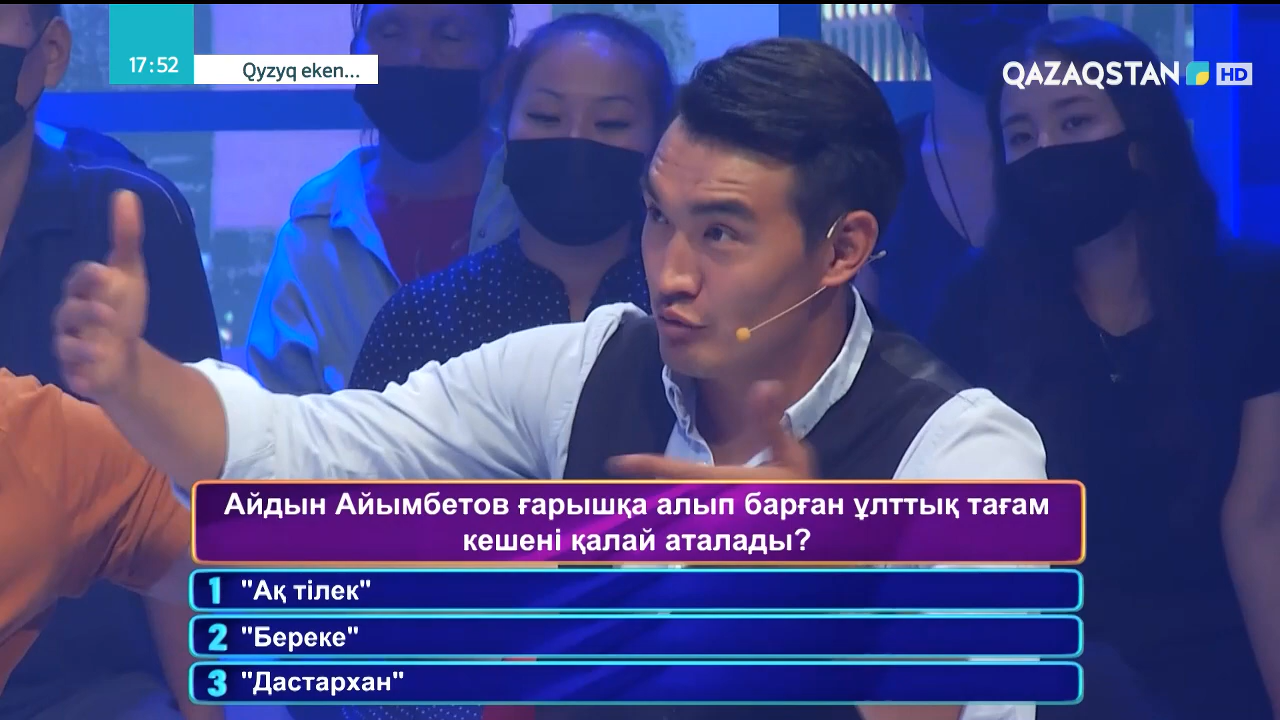 17:52
Qyzyq eken...
QAZAQSTAN HD
Айдын Айымбетов ғарышқа алып барған ұлттық тағам
кешені қалай аталады?
1 "Ақ тілек"
2 "Береке"
3 "Дастархан"